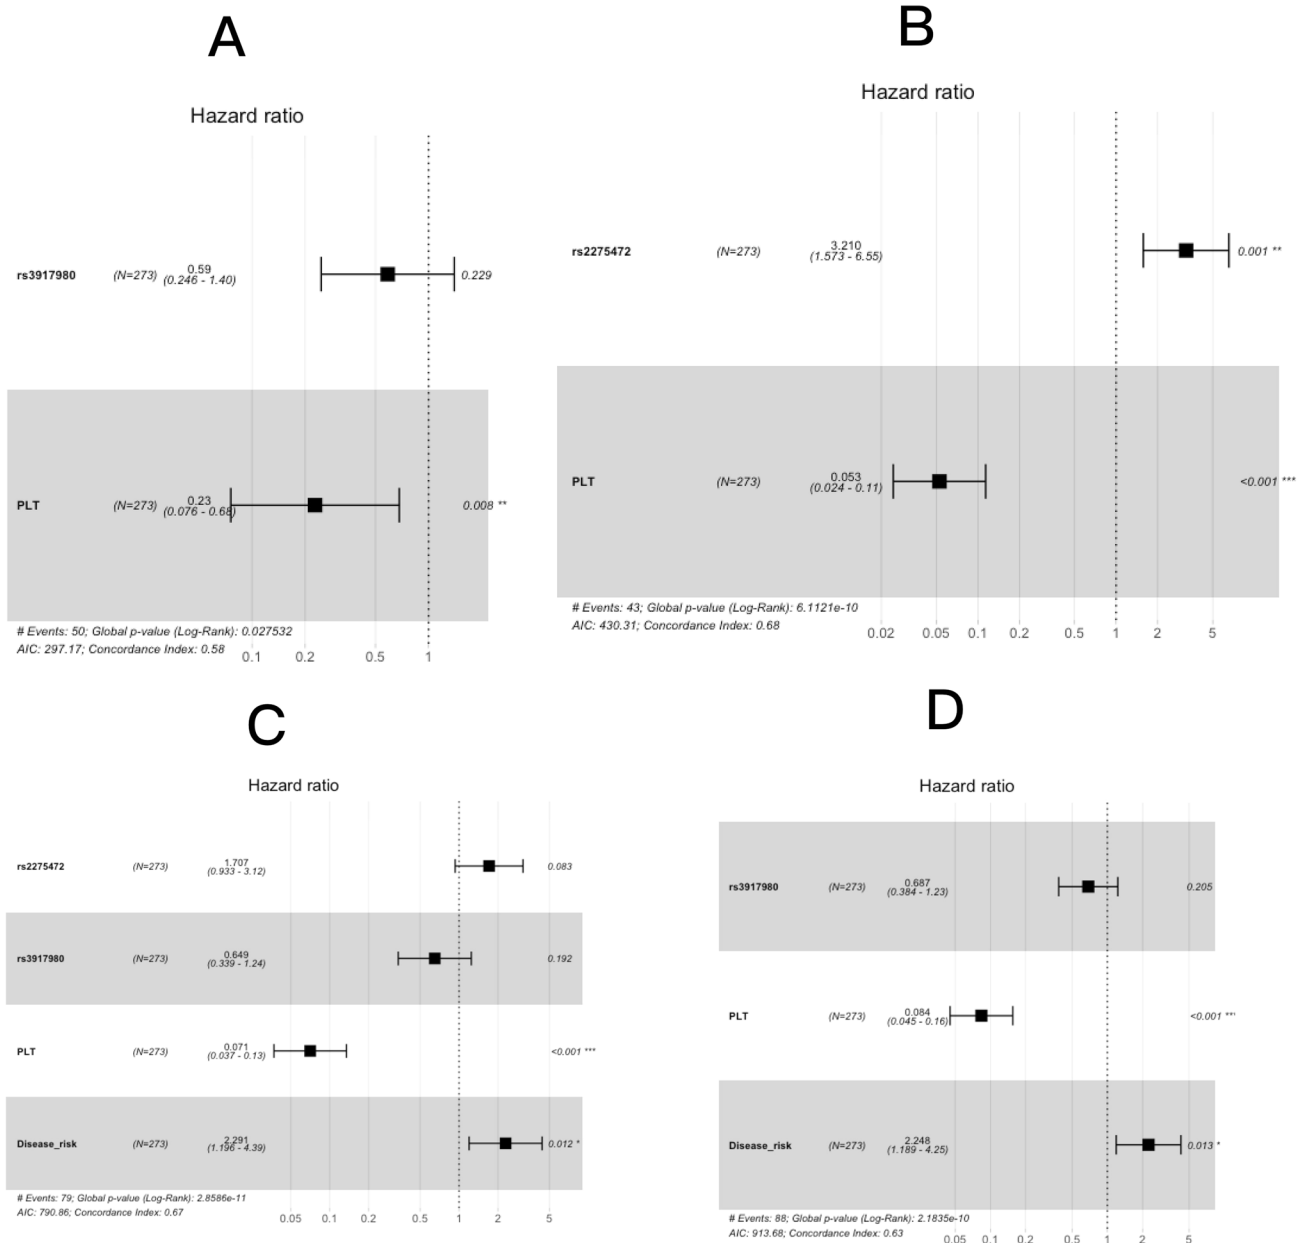 A
Hazard ratio
rs3917980 (N=273) 0.59 (0.246 - 1.40) 0.229
PLT (N=273) 0.23 (0.076 - 0.68) 0.008 **
# Events: 50; Global p-value (Log-Rank): 0.027532
AIC: 297.17; Concordance Index: 0.58
0.1 0.2 0.5 1
B
Hazard ratio
rs2275472 (N=273) 3.210 (1.573 - 6.55) 0.001 **
PLT (N=273) 0.053 (0.024 - 0.11) <0.001 ***
# Events: 43; Global p-value (Log-Rank): 6.1121e-10
AIC: 430.31; Concordance Index: 0.68
0.02 0.05 0.1 0.2 0.5 1 2 5
C
Hazard ratio
rs2275472 (N=273) 1.707 (0.933 - 3.12) 0.083
rs3917980 (N=273) 0.649 (0.339 - 1.24) 0.192
PLT (N=273) 0.071 (0.037 - 0.13) <0.001 ***
Disease_risk (N=273) 2.291 (1.196 - 4.39) 0.012 *
# Events: 79; Global p-value (Log-Rank): 2.8586e-11
AIC: 790.86; Concordance Index: 0.67
0.05 0.1 0.2 0.5 1 2 5
D
Hazard ratio
rs3917980 (N=273) 0.687 (0.384 - 1.23) 0.205
PLT (N=273) 0.084 (0.045 - 0.16) <0.001 ***
Disease_risk (N=273) 2.248 (1.189 - 4.25) 0.013 *
# Events: 88; Global p-value (Log-Rank): 2.1835e-10
AIC: 913.68; Concordance Index: 0.63
0.05 0.1 0.2 0.5 1 2 5